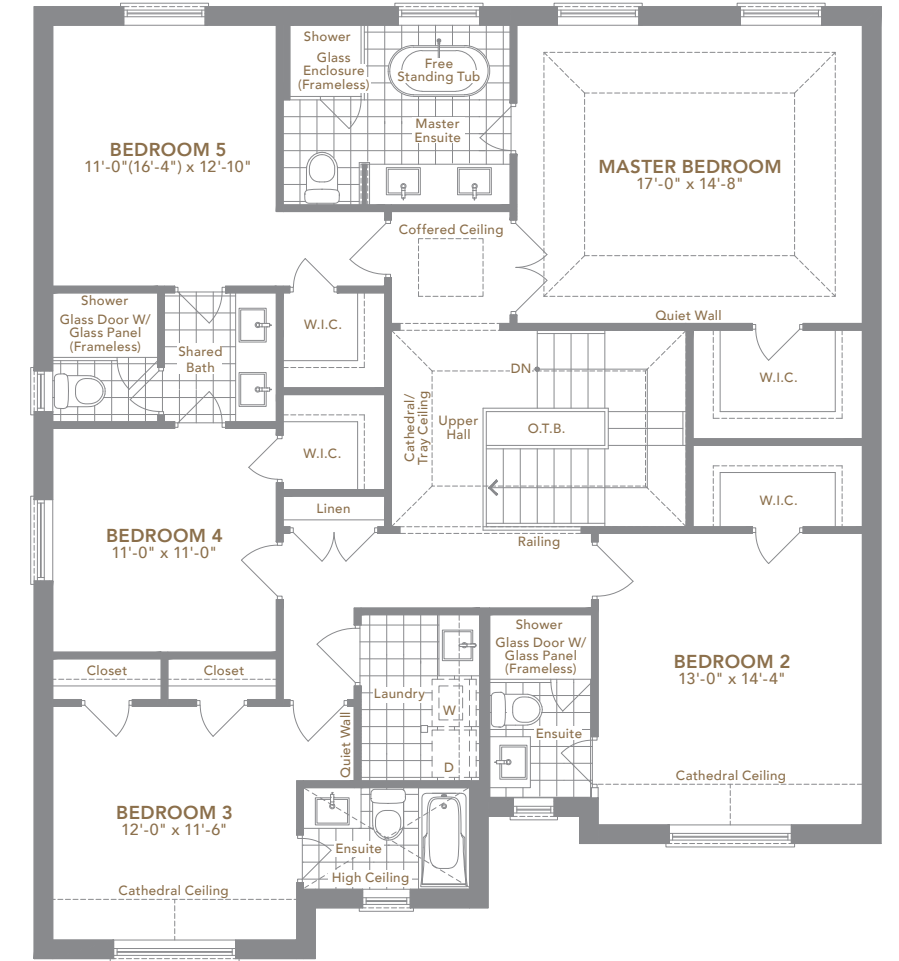 Shower
Glass
Enclosure
(Frameless)
Free
Standing Tub
Master
Ensuite
BEDROOM 5
11'-0"(16'-4") x 12'-10"
MASTER BEDROOM
17'-0" x 14'-8"
Coffered Ceiling
Quiet Wall
Shower
Glass Door W/
Glass Panel
(Frameless)
Shared
Bath
W.I.C.
DN.
W.I.C.
Cathedral/
Tray Ceiling
Upper
Hall
O.T.B.
W.I.C.
W.I.C.
Linen
Railing
BEDROOM 4
11'-0" x 11'-0"
Shower
Glass Door W/
Glass Panel
(Frameless)
BEDROOM 2
13'-0" x 14'-4"
Closet
Closet
Laundry
W
Quiet Wall
Ensuite
D
Cathedral Ceiling
BEDROOM 3
12'-0" x 11'-6"
Ensuite
High Ceiling
Cathedral Ceiling